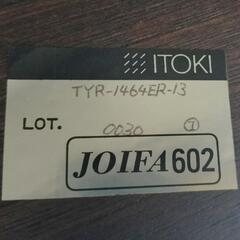 ITOKI
TYR-1464ER-13
LOT. 0030 ①
JOIFA602